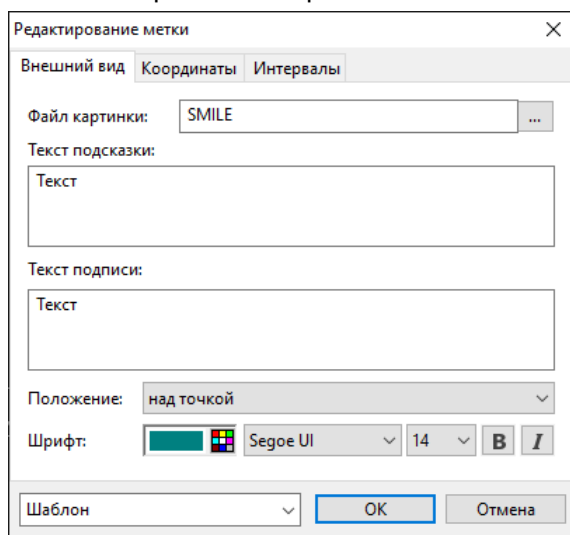 Редактирование метки
Внешний вид Координаты Интервалы
Файл картинки: SMILE ...
Текст подсказки:
Текст
Текст подписи:
Текст
Положение: над точкой
Шрифт: Segoe UI 14 B I
Шаблон OK Отмена